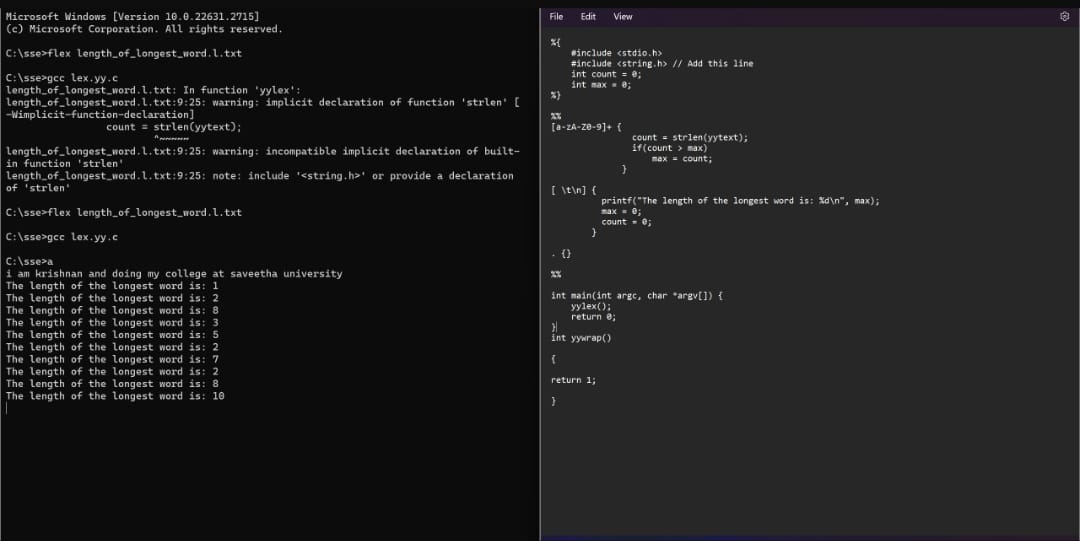 Microsoft Windows [Version 10.0.22631.2715]
(c) Microsoft Corporation. All rights reserved.
C:\sse>flex length_of_longest_word.l.txt
C:\sse>gcc lex.yy.c
length_of_longest_word.l.txt: In function 'yylex':
length_of_longest_word.l.txt:9:25: warning: implicit declaration of function 'strlen' [
-Wimplicit-function-declaration]
count = strlen(yytext);
^~~~~~
length_of_longest_word.l.txt:9:25: warning: incompatible implicit declaration of built-
in function 'strlen'
length_of_longest_word.l.txt:9:25: note: include '<string.h>' or provide a declaration
of 'strlen'
C:\sse>flex length_of_longest_word.l.txt
C:\sse>gcc lex.yy.c
C:\sse>a
i am krishnan and doing my college at saveetha university
The length of the longest word is: 1
The length of the longest word is: 2
The length of the longest word is: 8
The length of the longest word is: 3
The length of the longest word is: 5
The length of the longest word is: 2
The length of the longest word is: 7
The length of the longest word is: 2
The length of the longest word is: 8
The length of the longest word is: 10
File Edit View
%{
#include <stdio.h>
#include <string.h> // Add this line
int count = 0;
int max = 0;
%}
%%
[a-zA-Z0-9]+ {
count = strlen(yytext);
if(count > max)
max = count;
}
[ \t\n] {
printf("The length of the longest word is: %d\n", max);
max = 0;
count = 0;
}
. {}
%%
int main(int argc, char *argv[]) {
yylex();
return 0;
}
int yywrap()
{
return 1;
}